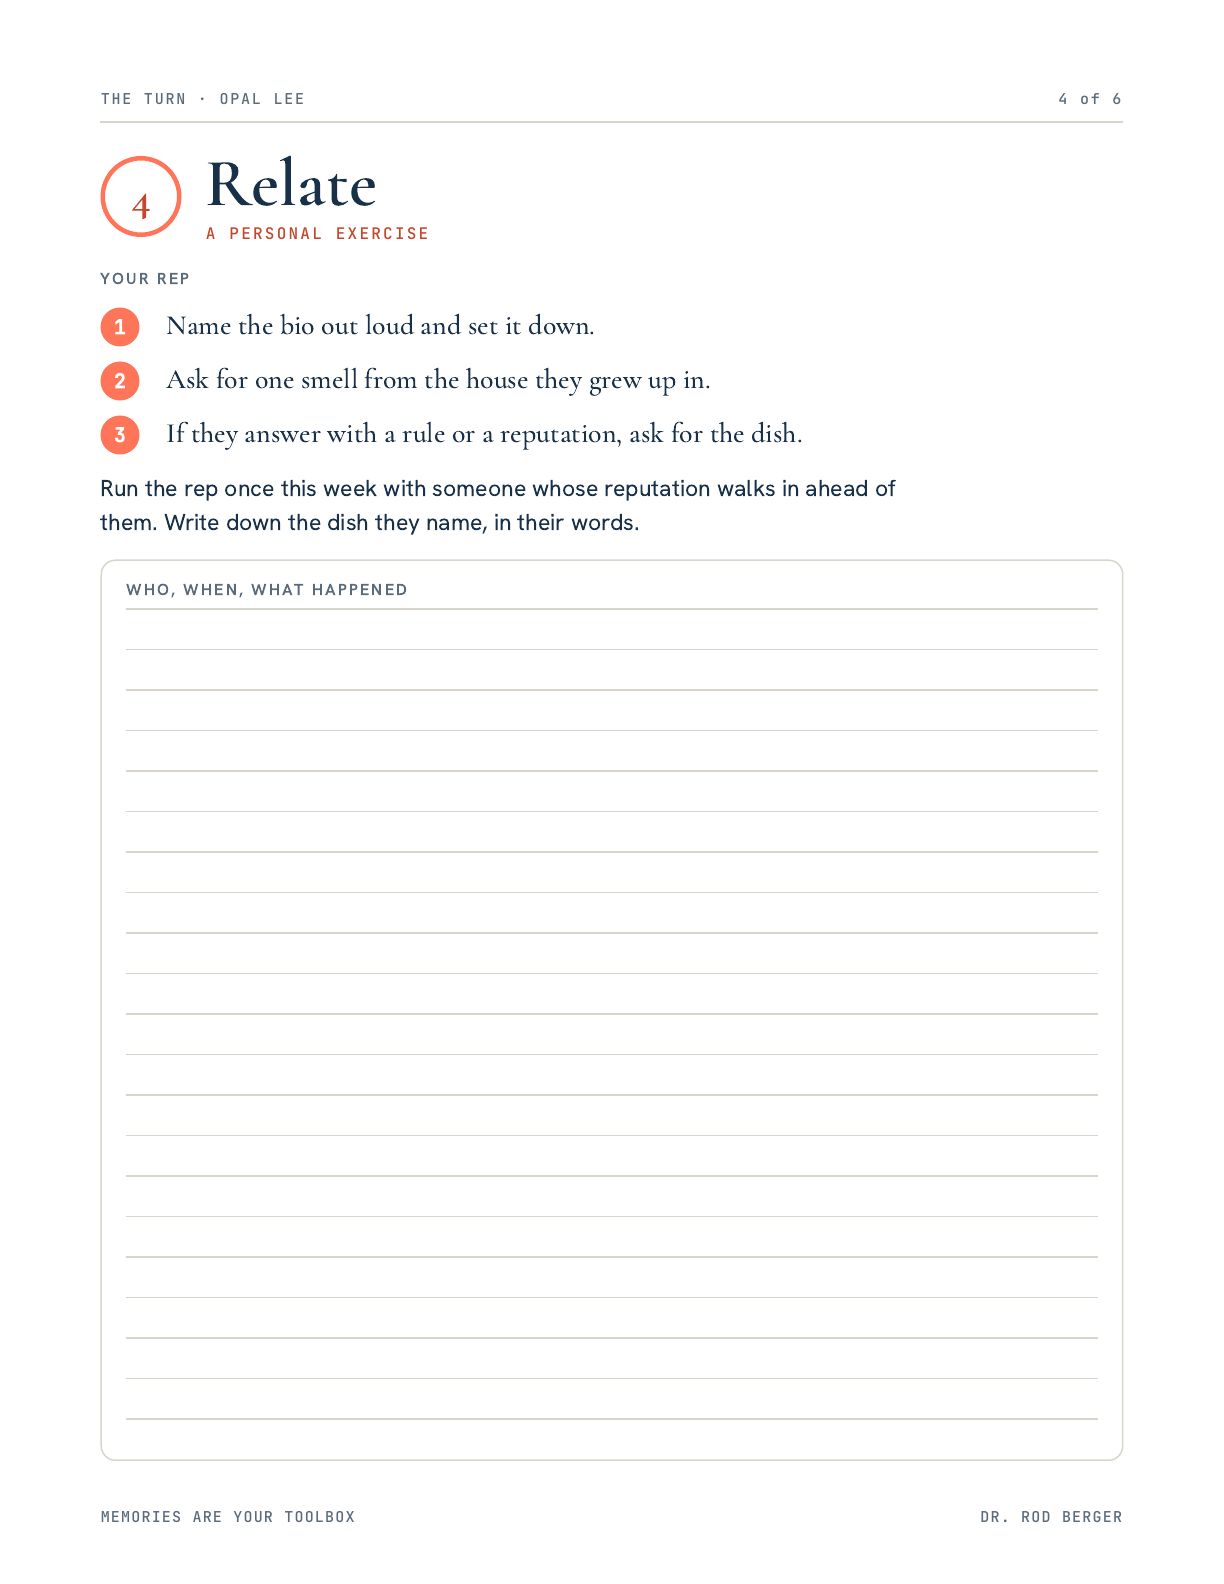 THE TURN · OPAL LEE
4 of 6
4
Relate
A PERSONAL EXERCISE
YOUR REP
1 Name the bio out loud and set it down.
2 Ask for one smell from the house they grew up in.
3 If they answer with a rule or a reputation, ask for the dish.
Run the rep once this week with someone whose reputation walks in ahead of
them. Write down the dish they name, in their words.
WHO, WHEN, WHAT HAPPENED
MEMORIES ARE YOUR TOOLBOX
DR. ROD BERGER